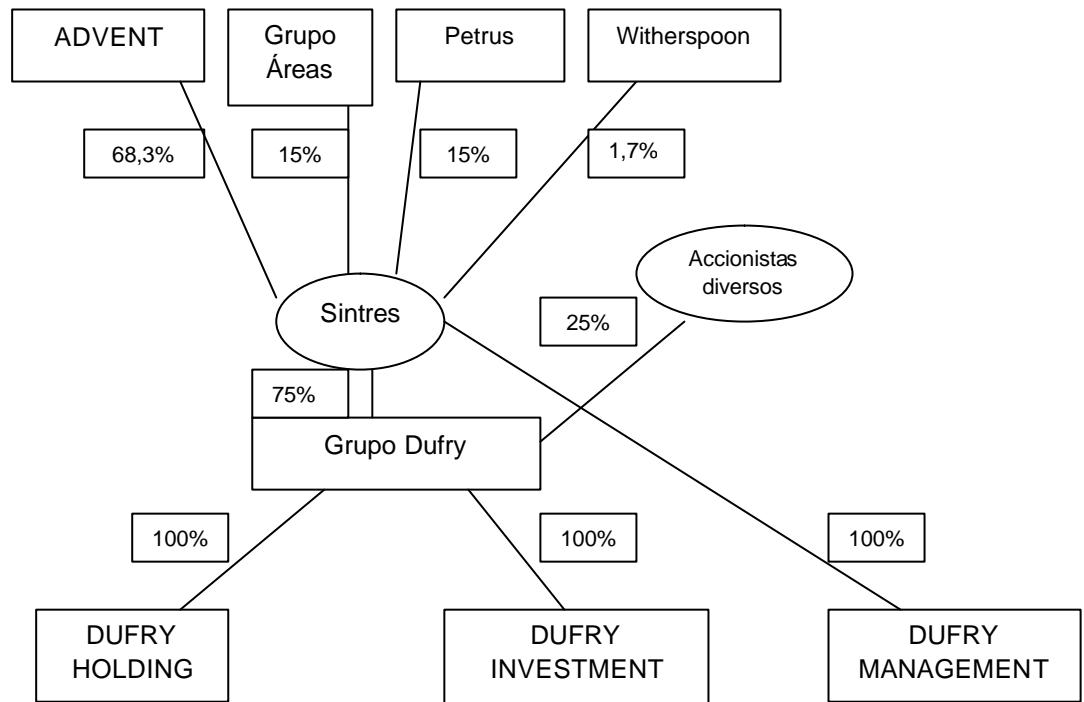 ADVENT
Grupo
Áreas
Petrus
Witherspoon
68,3%
15%
15%
1,7%
Accionistas
diversos
Sintres
25%
75%
Grupo Dufry
100%
100%
100%
DUFRY
HOLDING
DUFRY
INVESTMENT
DUFRY
MANAGEMENT